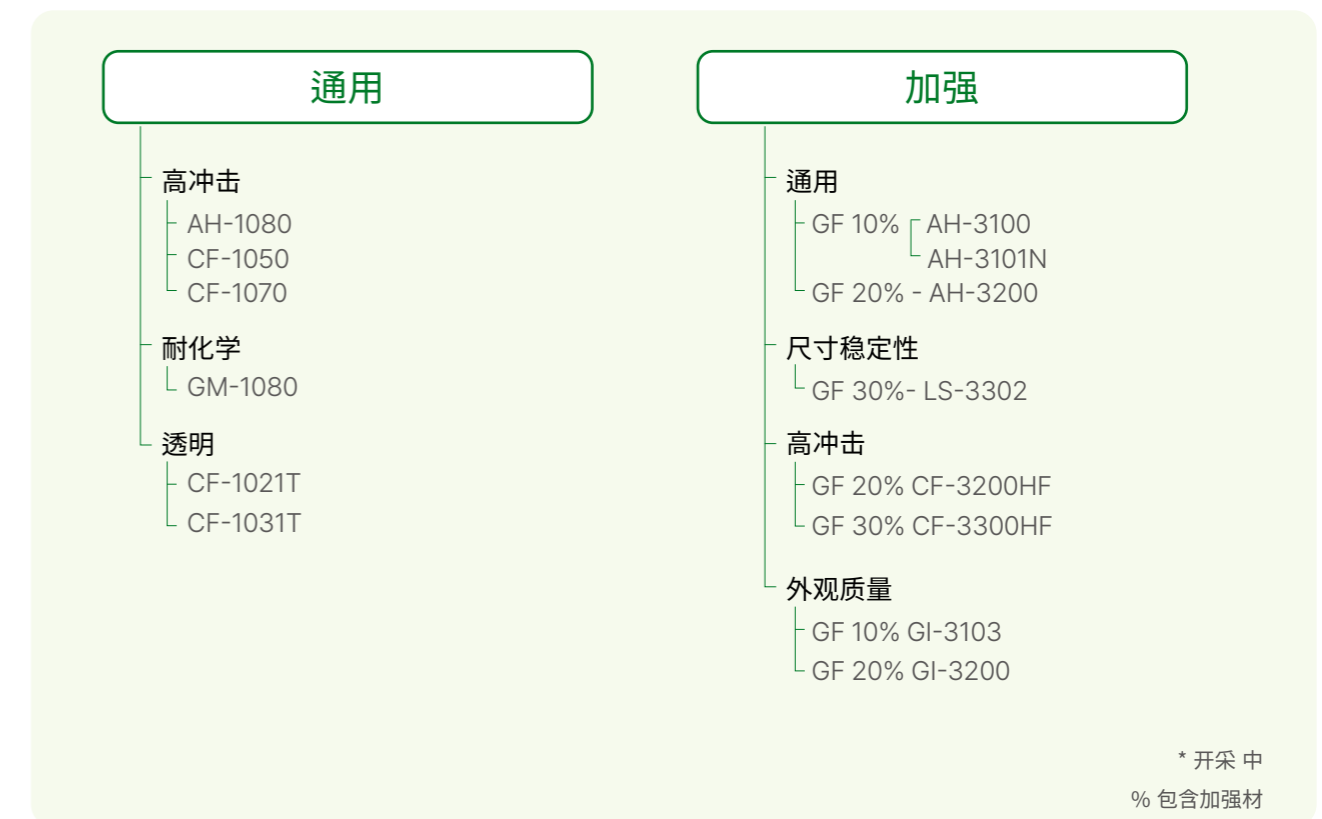 通用
高冲击
AH-1080
CF-1050
CF-1070
耐化学
GM-1080
透明
CF-1021T
CF-1031T
加强
通用
GF 10% AH-3100
AH-3101N
GF 20% - AH-3200
尺寸稳定性
GF 30%- LS-3302
高冲击
GF 20% CF-3200HF
GF 30% CF-3300HF
外观质量
GF 10% GI-3103
GF 20% GI-3200
* 开采 中
% 包含加强材